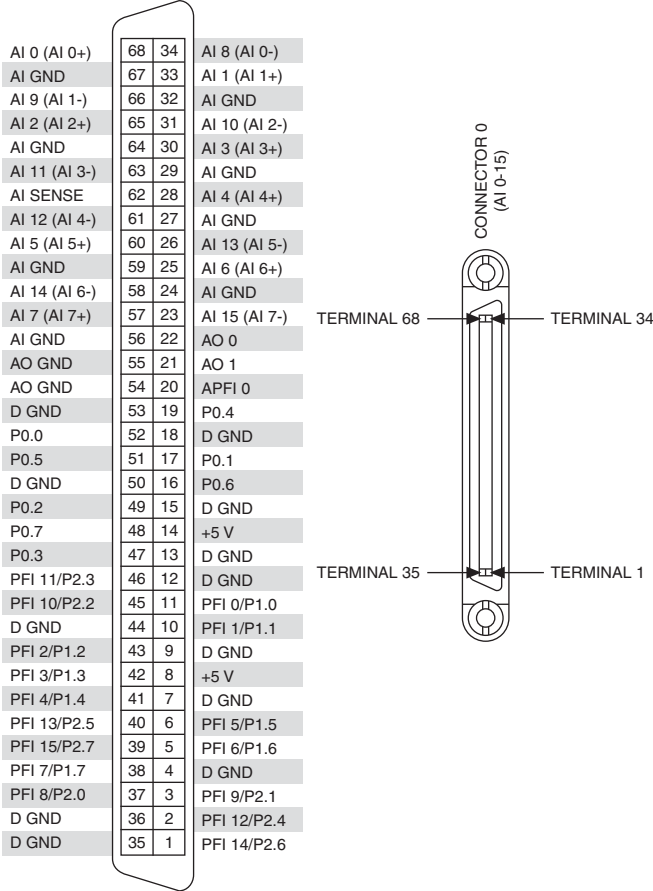 AI 0 (AI 0+) 68 34 AI 8 (AI 0-)
AI GND 67 33 AI 1 (AI 1+)
AI 9 (AI 1-) 66 32 AI GND
AI 2 (AI 2+) 65 31 AI 10 (AI 2-)
AI GND 64 30 AI 3 (AI 3+)
AI 11 (AI 3-) 63 29 AI GND
AI SENSE 62 28 AI 4 (AI 4+)
AI 12 (AI 4-) 61 27 AI GND
AI 5 (AI 5+) 60 26 AI 13 (AI 5-)
AI GND 59 25 AI 6 (AI 6+)
AI 14 (AI 6-) 58 24 AI GND
AI 7 (AI 7+) 57 23 AI 15 (AI 7-)
AI GND 56 22 AO 0
AO GND 55 21 AO 1
AO GND 54 20 APFI 0
D GND 53 19 P0.4
P0.0 52 18 D GND
P0.5 51 17 P0.1
D GND 50 16 P0.6
P0.2 49 15 D GND
P0.7 48 14 +5 V
P0.3 47 13 D GND
PFI 11/P2.3 46 12 D GND
PFI 10/P2.2 45 11 PFI 0/P1.0
D GND 44 10 PFI 1/P1.1
PFI 2/P1.2 43 9 D GND
PFI 3/P1.3 42 8 +5 V
PFI 4/P1.4 41 7 D GND
PFI 13/P2.5 40 6 PFI 5/P1.5
PFI 15/P2.7 39 5 PFI 6/P1.6
PFI 7/P1.7 38 4 D GND
PFI 8/P2.0 37 3 PFI 9/P2.1
D GND 36 2 PFI 12/P2.4
D GND 35 1 PFI 14/P2.6
CONNECTOR 0
(AI 0-15)
TERMINAL 68 TERMINAL 34
TERMINAL 35 TERMINAL 1